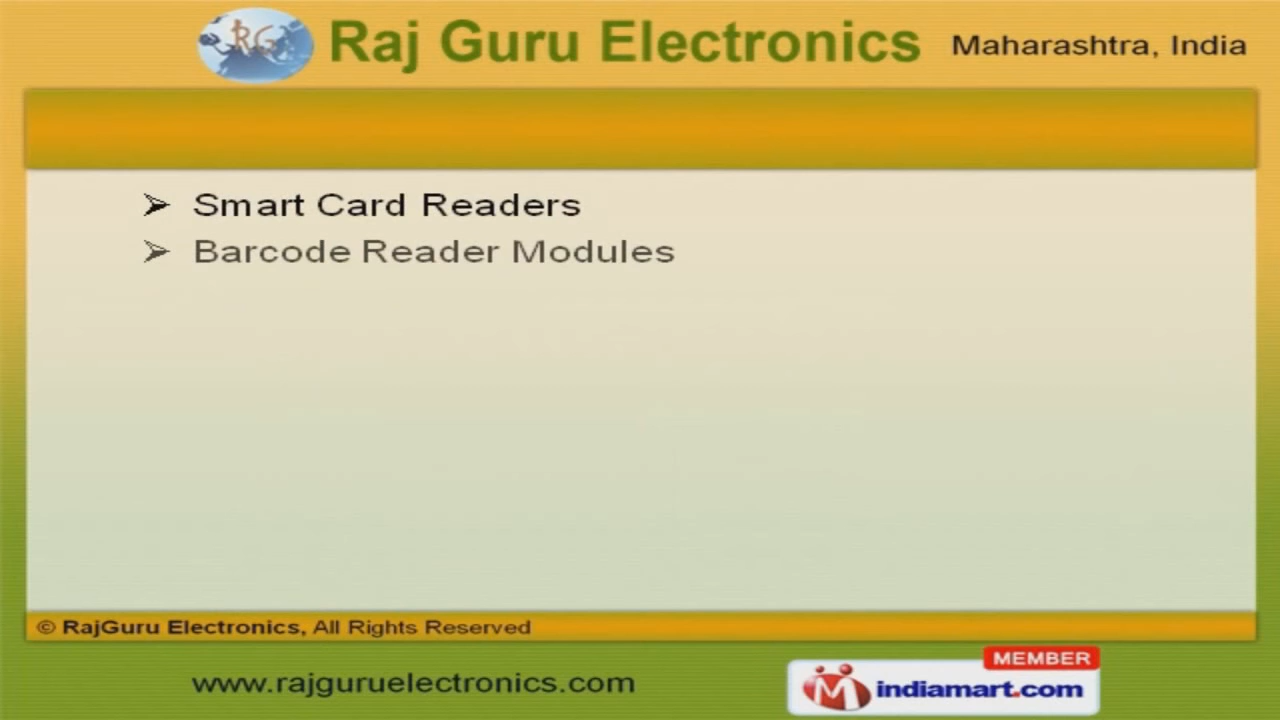 RG
Raj Guru Electronics
Maharashtra, India
➢ Smart Card Readers
➢ Barcode Reader Modules
© RajGuru Electronics, All Rights Reserved
www.rajguruelectronics.com
MEMBER
indiamart.com